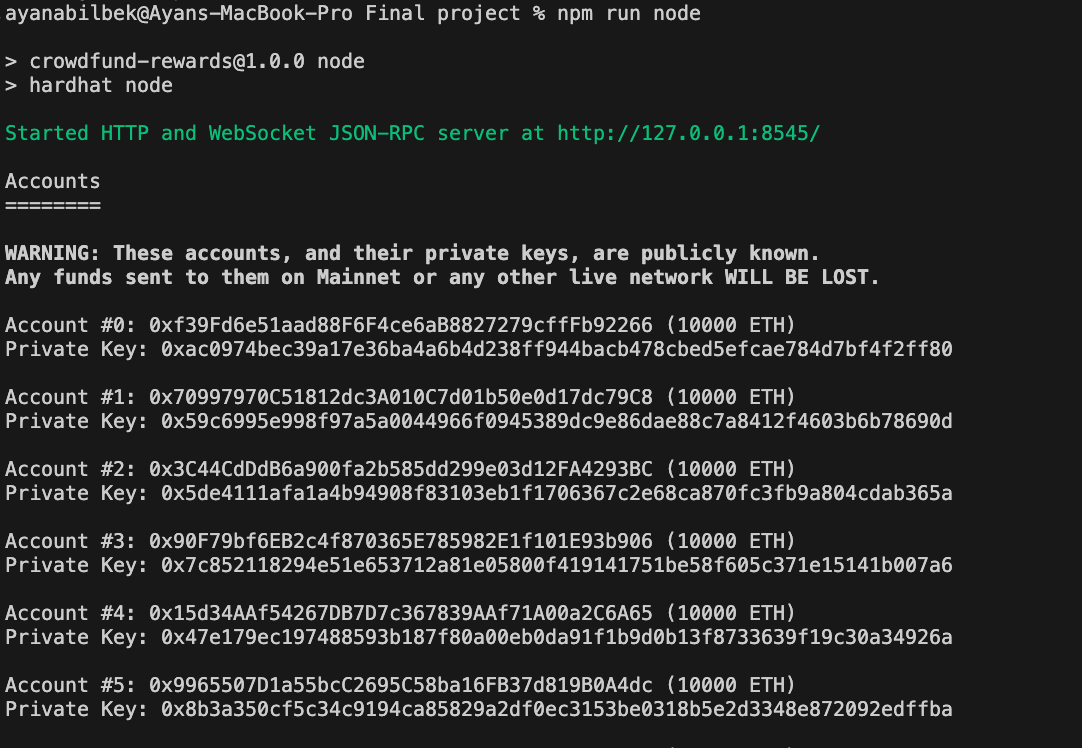 ayanabilbek@Ayans-MacBook-Pro Final project % npm run node
> crowdfund-rewards@1.0.0 node
> hardhat node
Started HTTP and WebSocket JSON-RPC server at http://127.0.0.1:8545/
Accounts
========
WARNING: These accounts, and their private keys, are publicly known.
Any funds sent to them on Mainnet or any other live network WILL BE LOST.
Account #0: 0xf39Fd6e51aad88F6F4ce6aB8827279cffFb92266 (10000 ETH)
Private Key: 0xac0974bec39a17e36ba4a6b4d238ff944bacb478cbed5efcae784d7bf4f2ff80
Account #1: 0x70997970C51812dc3A010C7d01b50e0d17dc79C8 (10000 ETH)
Private Key: 0x59c6995e998f97a5a0044966f0945389dc9e86dae88c7a8412f4603b6b78690d
Account #2: 0x3C44CdDdB6a900fa2b585dd299e03d12FA4293BC (10000 ETH)
Private Key: 0x5de4111afa1a4b94908f83103eb1f1706367c2e68ca870fc3fb9a804cdab365a
Account #3: 0x90F79bf6EB2c4f870365E785982E1f101E93b906 (10000 ETH)
Private Key: 0x7c852118294e51e653712a81e05800f419141751be58f605c371e15141b007a6
Account #4: 0x15d34AAf54267DB7D7c367839AAf71A00a2C6A65 (10000 ETH)
Private Key: 0x47e179ec197488593b187f80a00eb0da91f1b9d0b13f8733639f19c30a34926a
Account #5: 0x9965507D1a55bcC2695C58ba16FB37d819B0A4dc (10000 ETH)
Private Key: 0x8b3a350cf5c34c9194ca85829a2df0ec3153be0318b5e2d3348e872092edffba